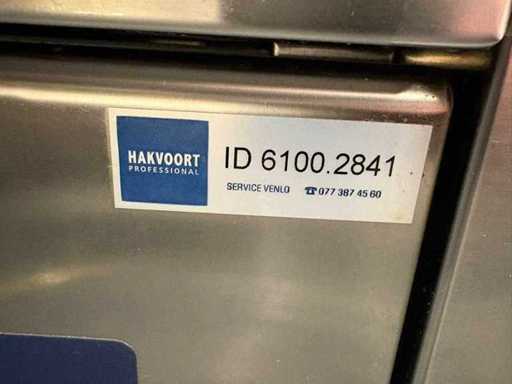 HAKVOORT
PROFESSIONAL
ID 6100.2841
SERVICE VENLO ☎077 387 45 60